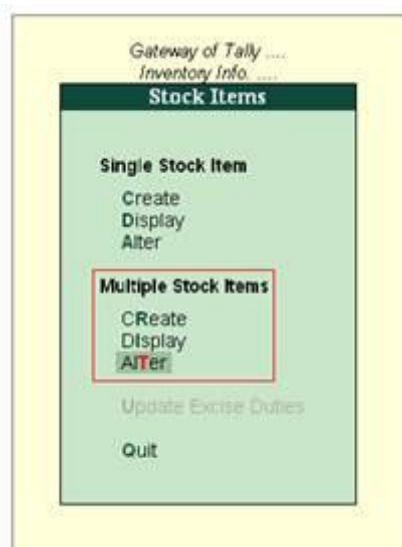 Gateway of Tally ....
Inventory Info. ....
Stock Items
Single Stock Item
Create
Display
Alter
Multiple Stock Items
CReate
DIsplay
AlTer
Update Excise Duties
Quit